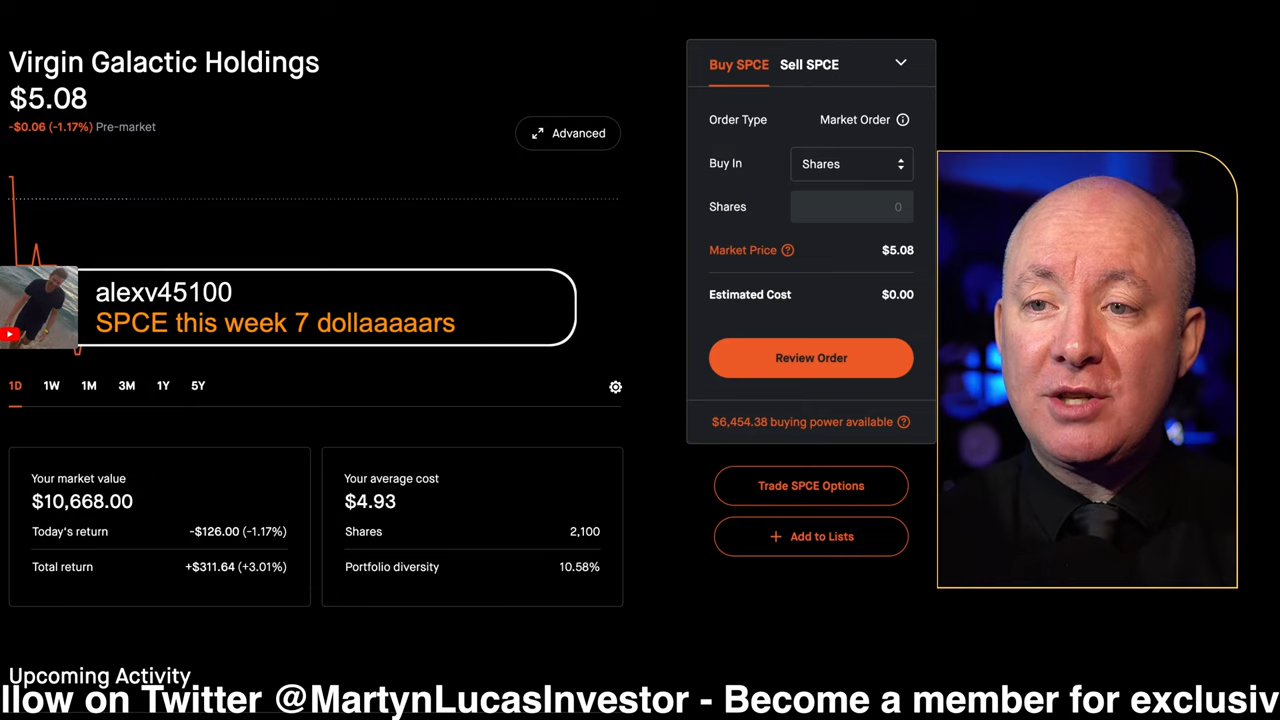 Virgin Galactic Holdings
$5.08
-$0.06 (-1.17%) Pre-market
Advanced
alexv45100
SPCE this week 7 dollaaaaars
1D 1W 1M 3M 1Y 5Y
Your market value
$10,668.00
Today's return -$126.00 (-1.17%)
Total return +$311.64 (+3.01%)
Your average cost
$4.93
Shares 2,100
Portfolio diversity 10.58%
Buy SPCE Sell SPCE
Order Type Market Order
Buy In Shares
Shares 0
Market Price $5.08
Estimated Cost $0.00
Review Order
$6,454.38 buying power available
Trade SPCE Options
+ Add to Lists
Upcoming Activity
llow on Twitter @MartynLucasInvestor - Become a member for exclusiv